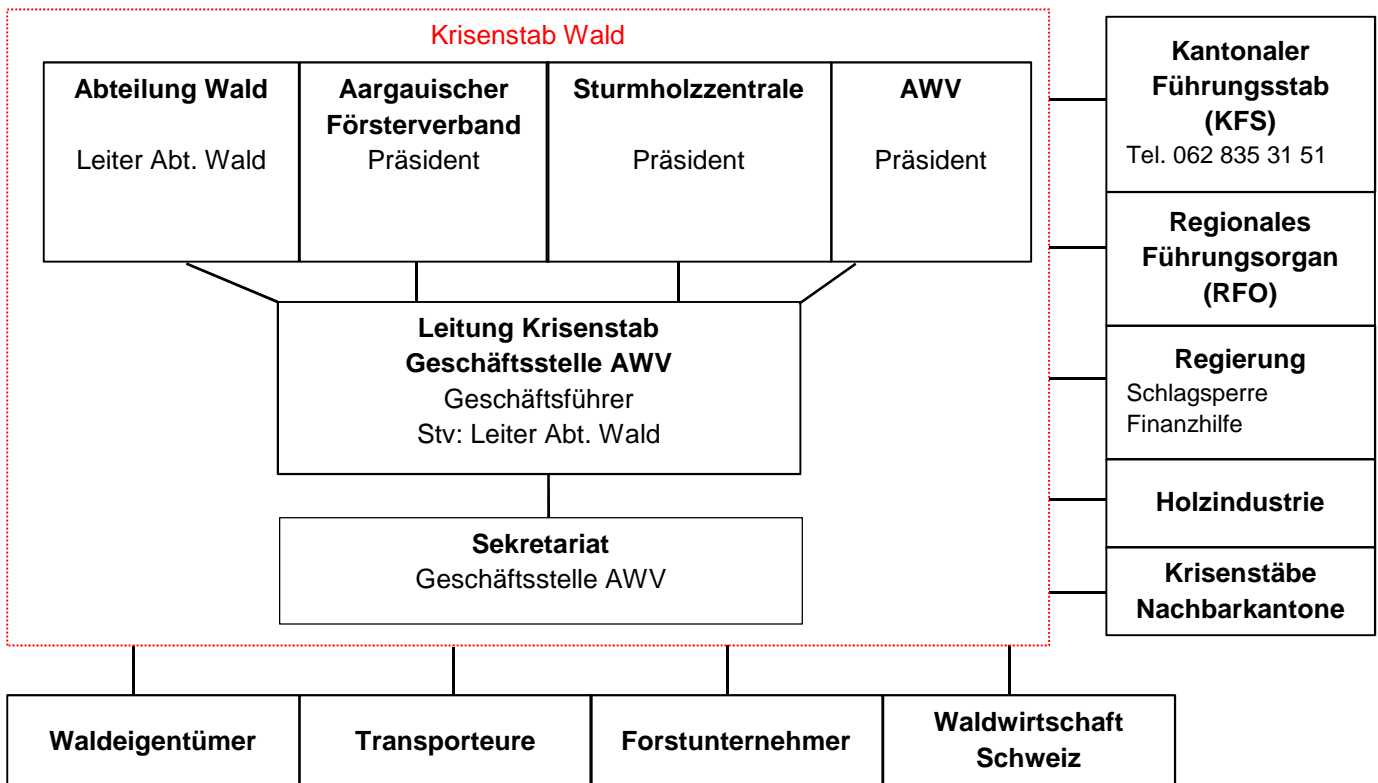 Krisenstab Wald
Abteilung Wald
Leiter Abt. Wald
Aargauischer
Försterverband
Präsident
Sturmholzzentrale
Präsident
AWV
Präsident
Leitung Krisenstab
Geschäftsstelle AWV
Geschäftsführer
Stv: Leiter Abt. Wald
Sekretariat
Geschäftsstelle AWV
Kantonaler
Führungsstab
(KFS)
Tel. 062 835 31 51
Regionales
Führungsorgan
(RFO)
Regierung
Schlagsperre
Finanzhilfe
Holzindustrie
Krisenstäbe
Nachbarkantone
Waldeigentümer
Transporteure
Forstunternehmer
Waldwirtschaft
Schweiz